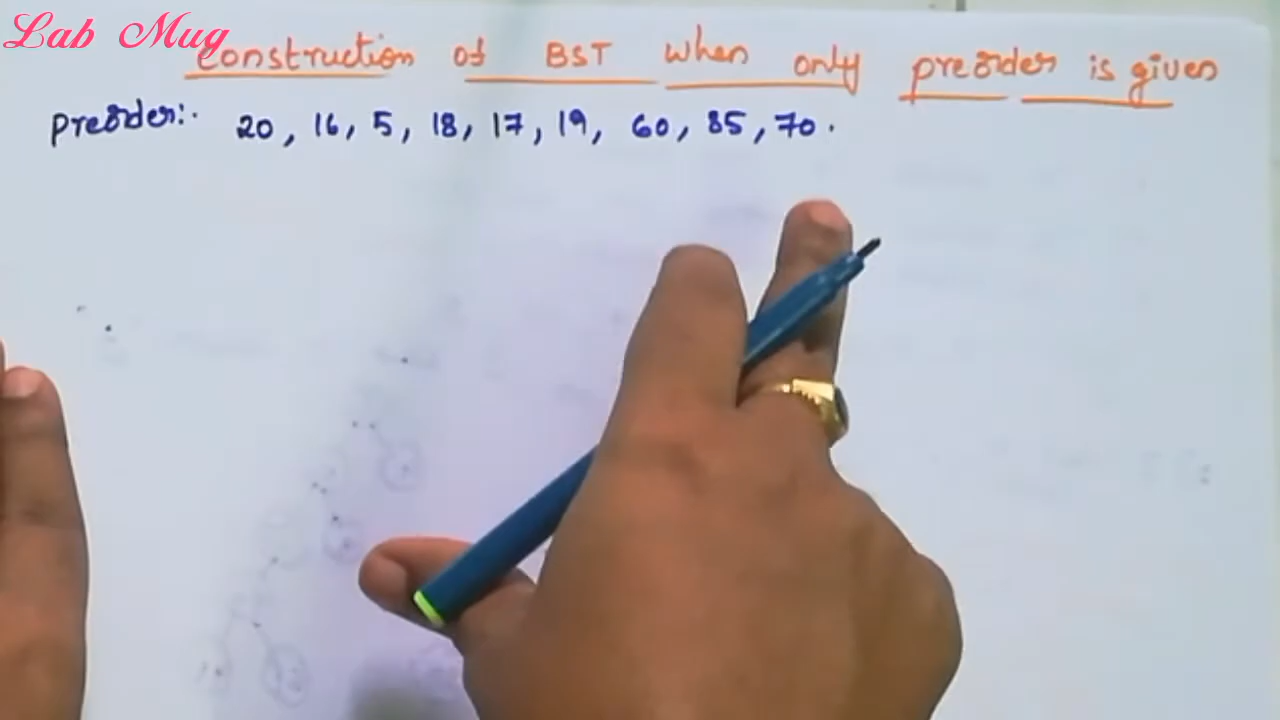 Lab Mug
Construction of BST when only preorder is given
Preorder:- 20, 16, 5, 18, 17, 19, 60, 85, 70.